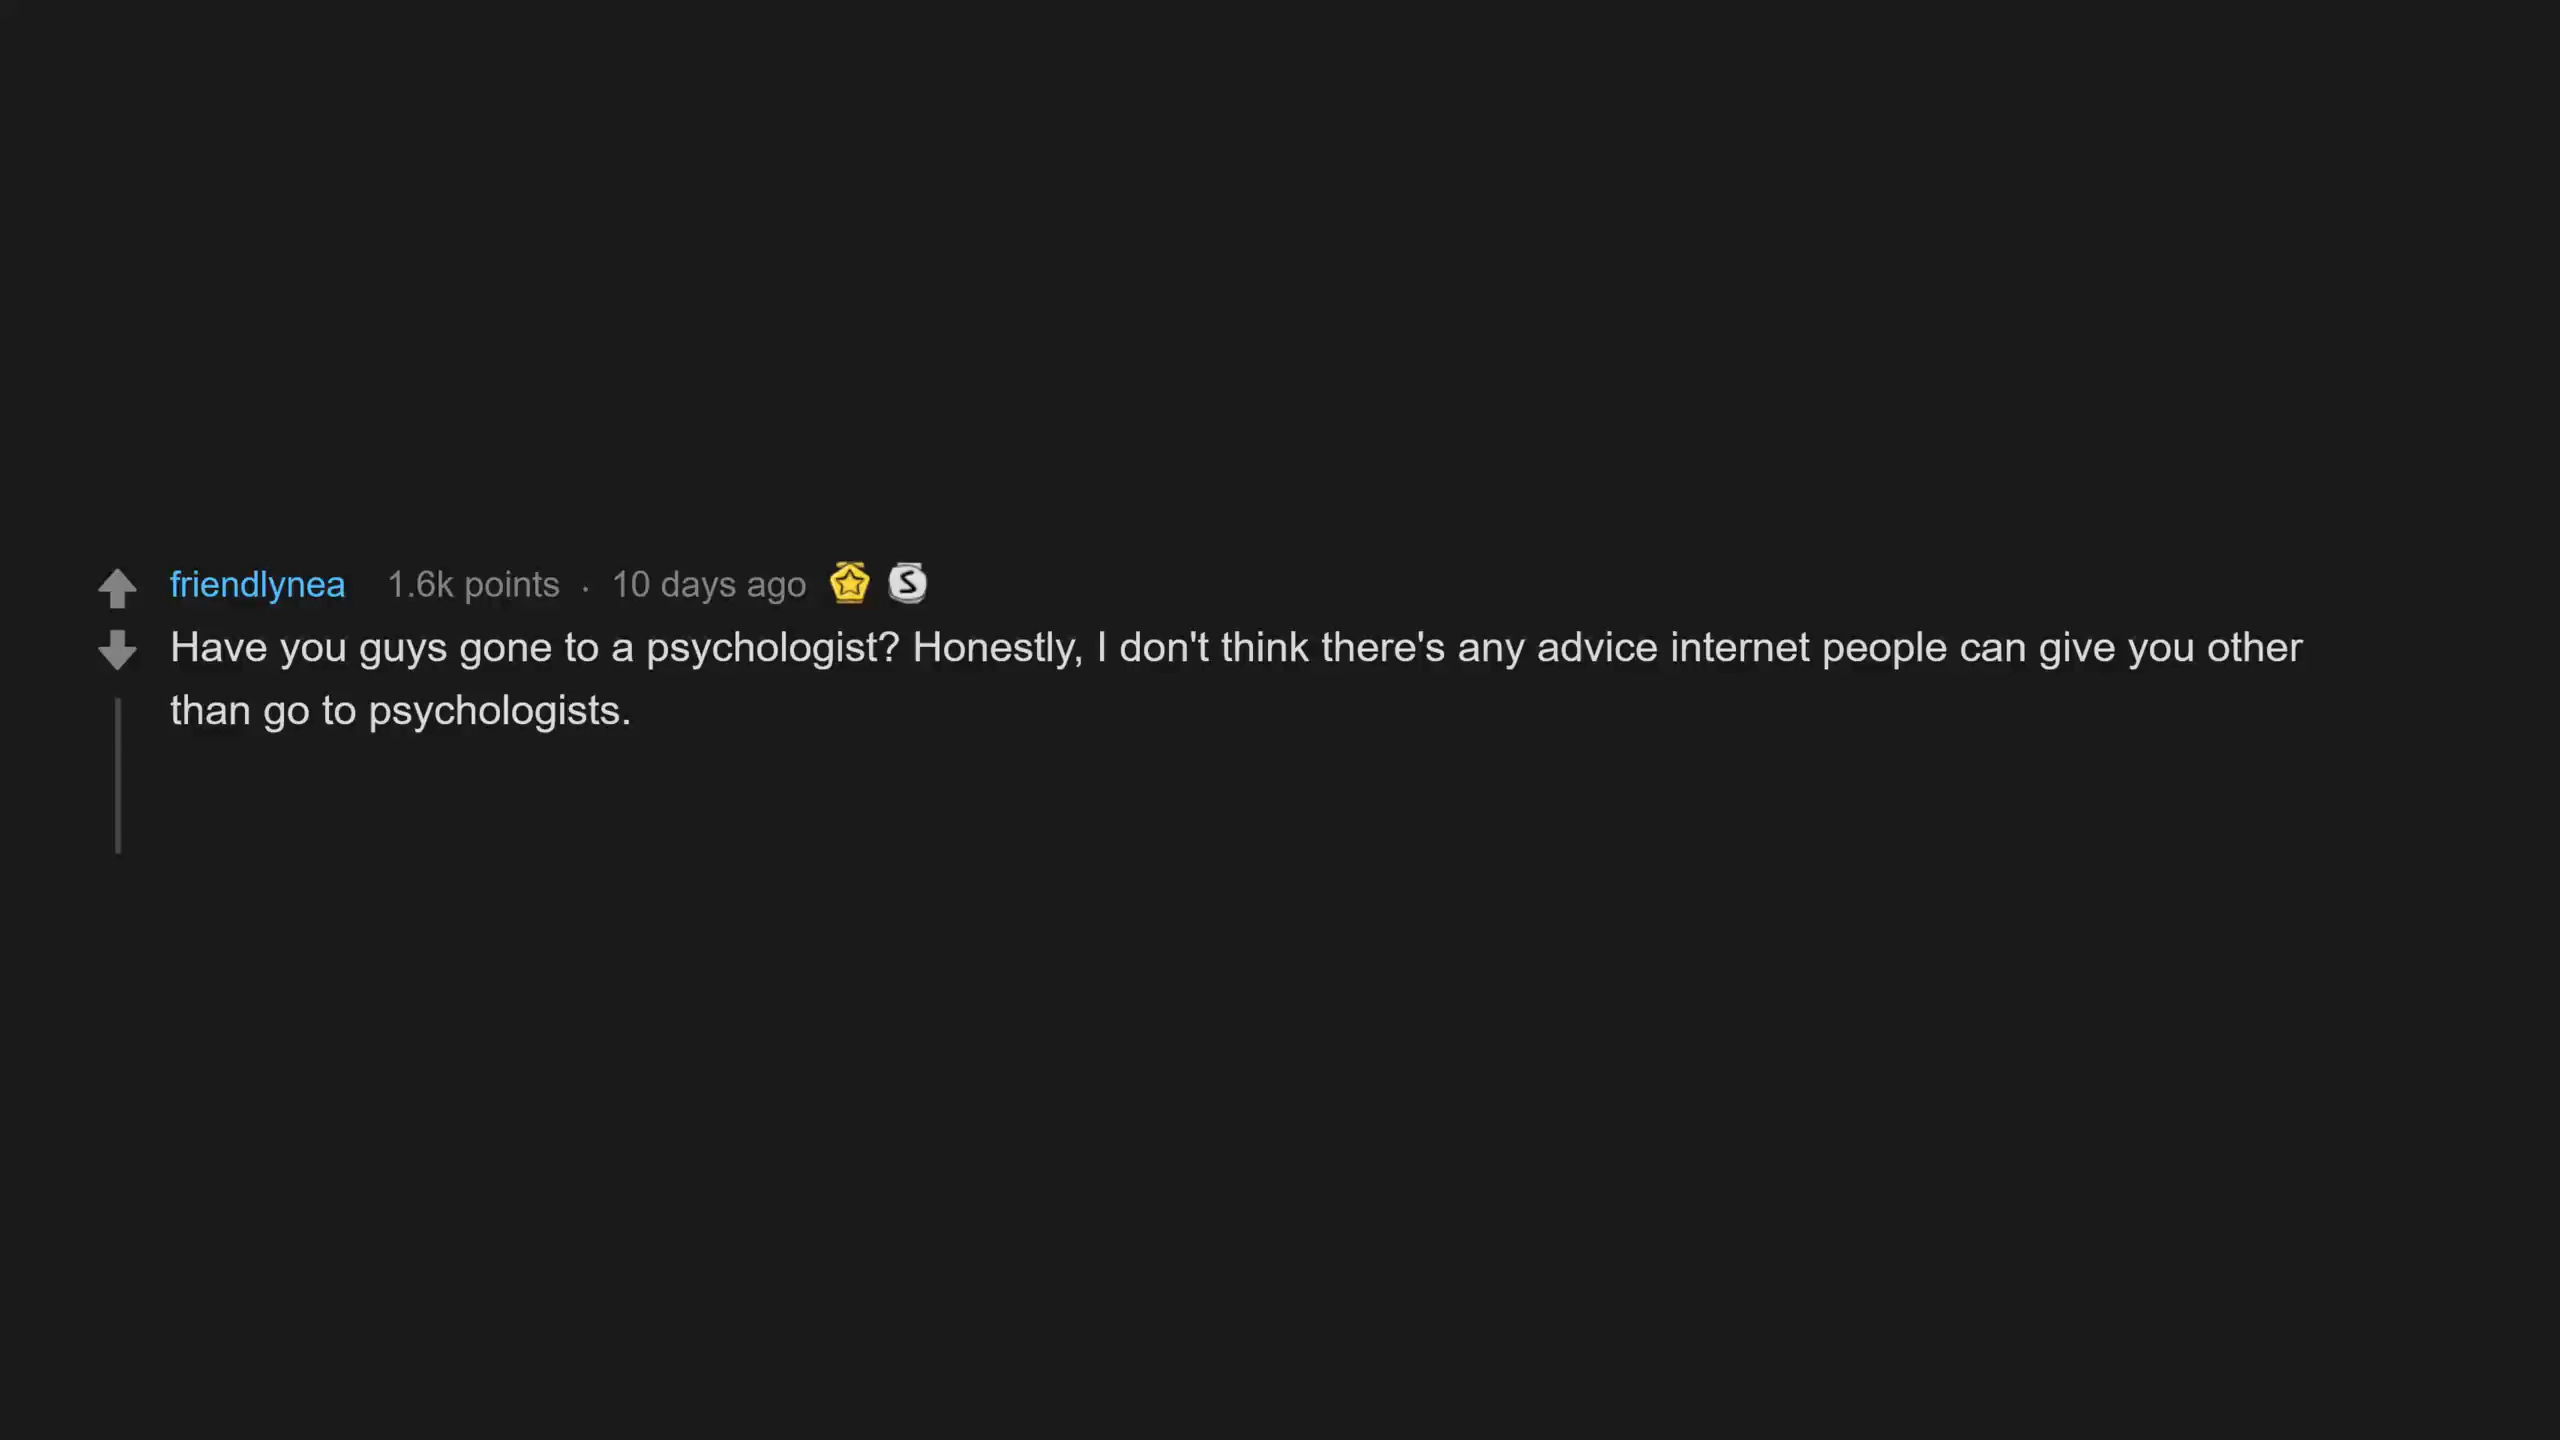 friendlynea 1.6k points · 10 days ago S
Have you guys gone to a psychologist? Honestly, I don't think there's any advice internet people can give you other
than go to psychologists.